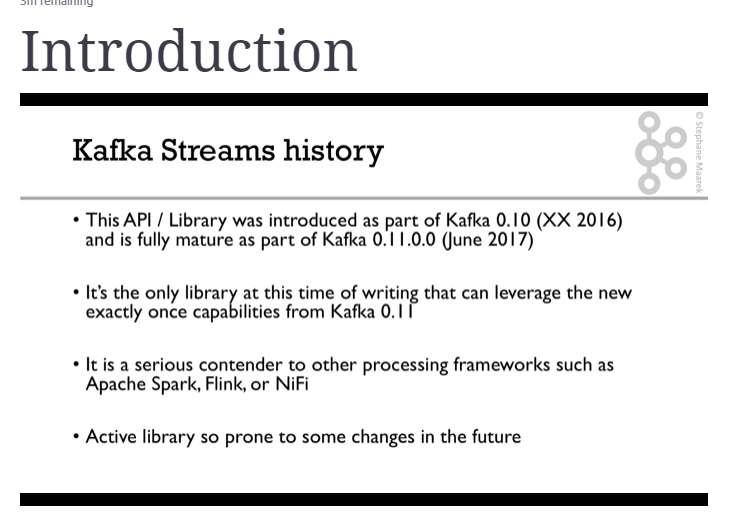 3m remaining
Introduction
Kafka Streams history
© Stephane Maarek
• This API / Library was introduced as part of Kafka 0.10 (XX 2016)
and is fully mature as part of Kafka 0.11.0.0 (June 2017)
• It's the only library at this time of writing that can leverage the new
exactly once capabilities from Kafka 0.11
• It is a serious contender to other processing frameworks such as
Apache Spark, Flink, or NiFi
• Active library so prone to some changes in the future